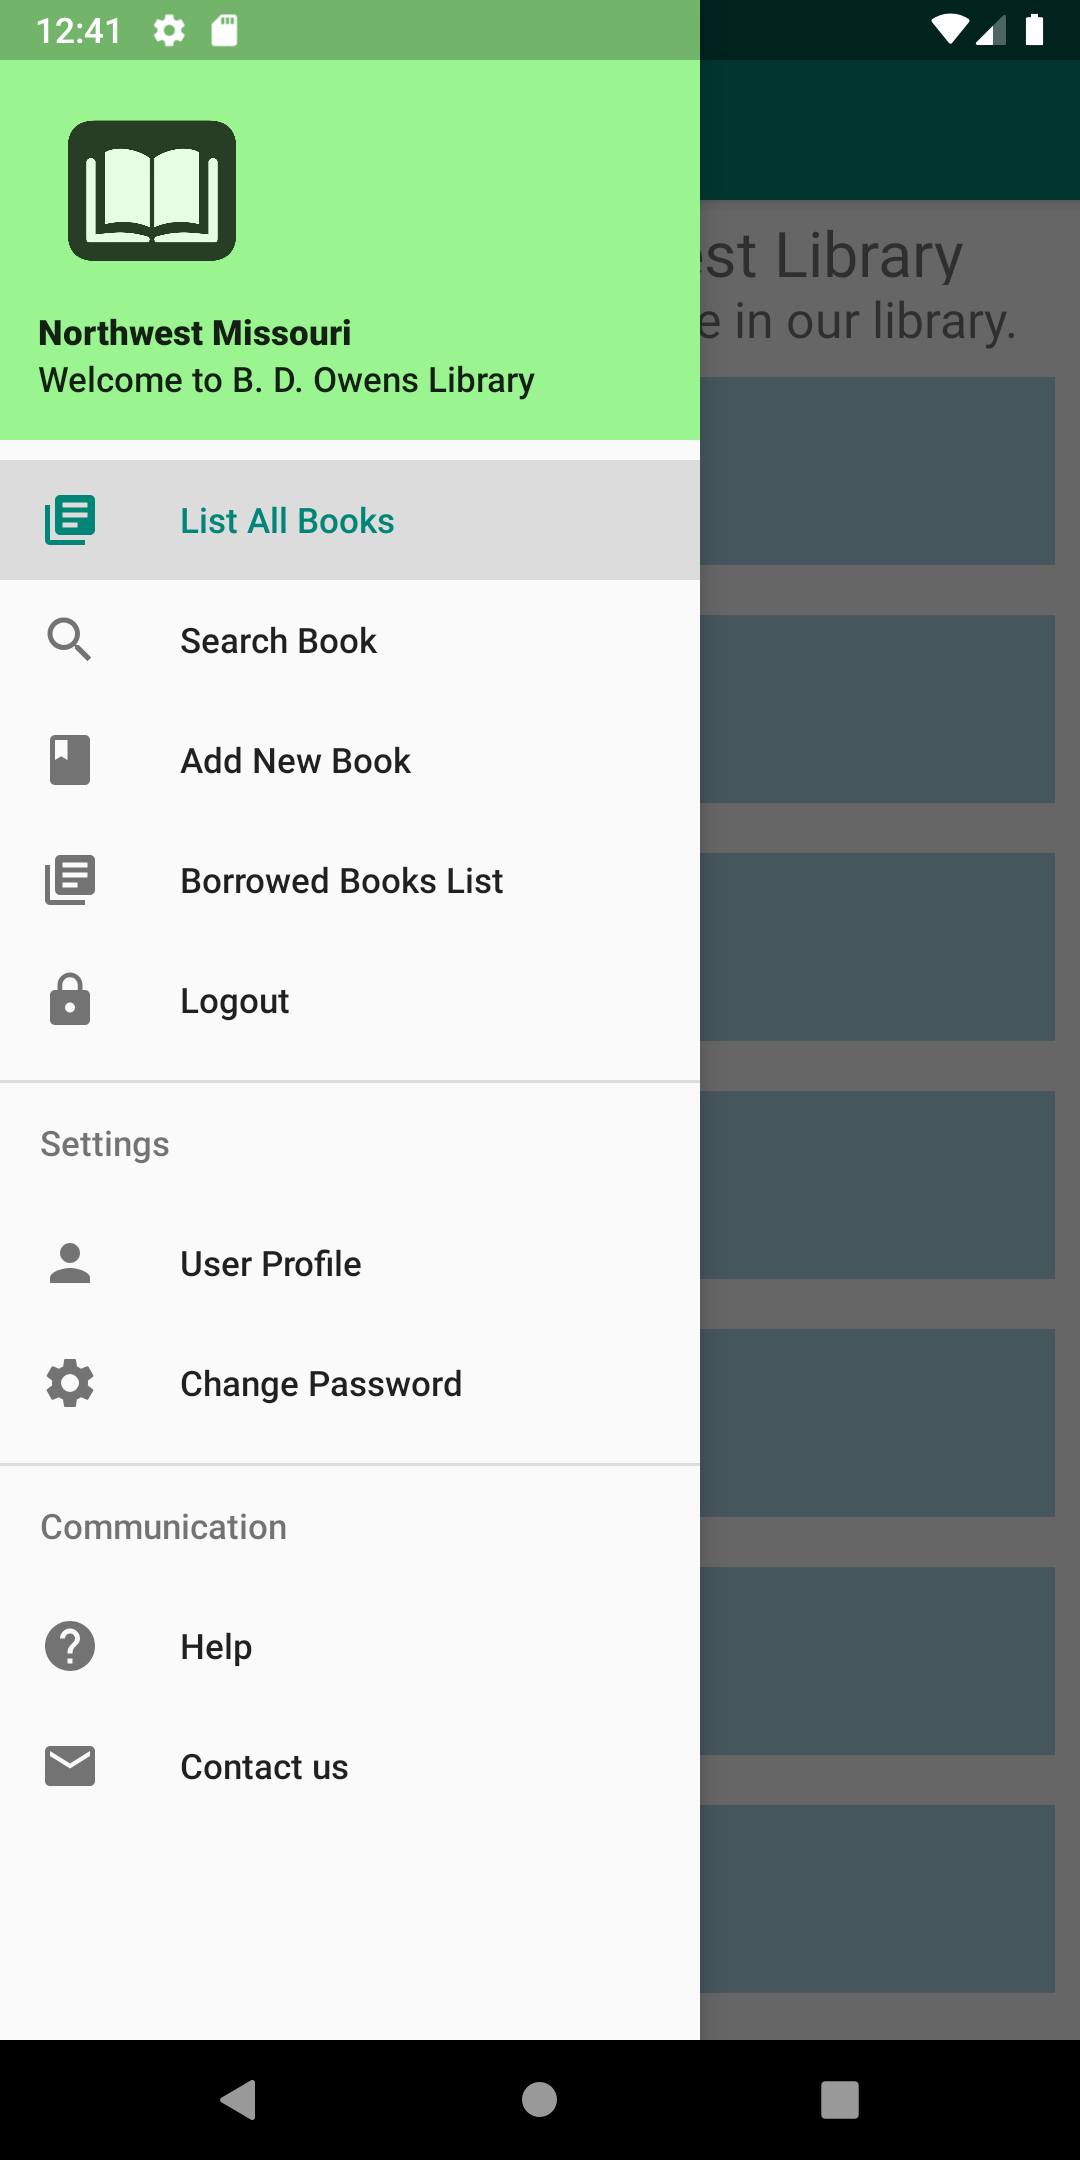 12:41
Northwest Missouri
Welcome to B. D. Owens Library
List All Books
Search Book
Add New Book
Borrowed Books List
Logout
Settings
User Profile
Change Password
Communication
Help
Contact us
Library
in our library.